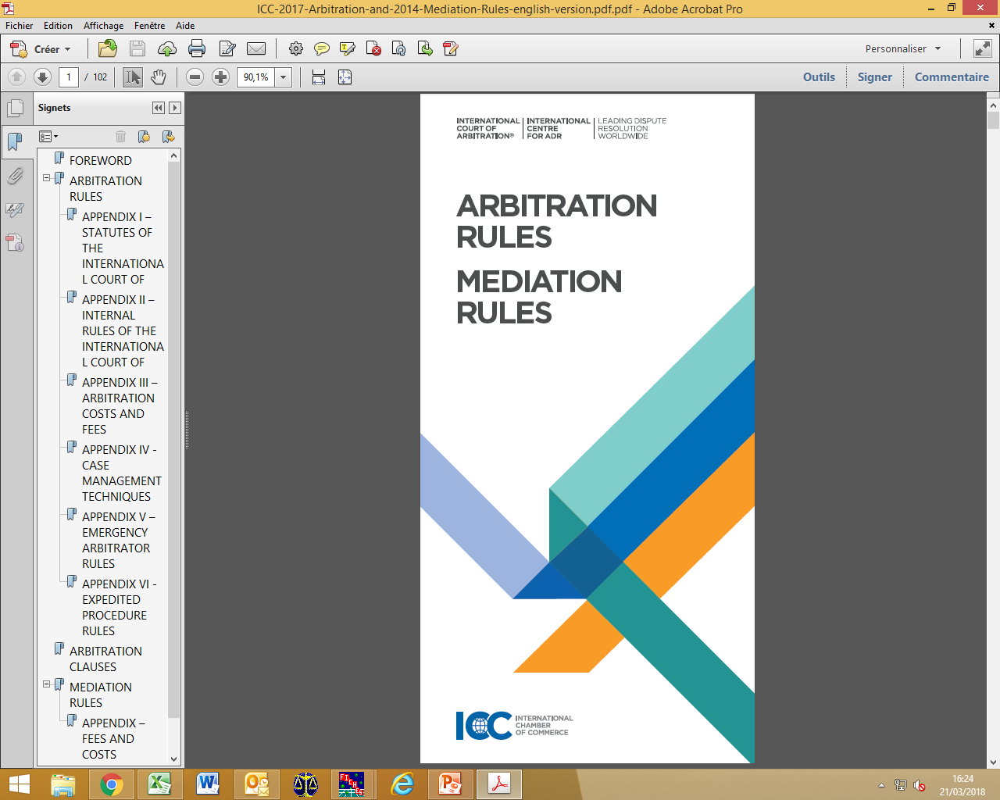 ICC-2017-Arbitration-and-2014-Mediation-Rules-english-version.pdf.pdf - Adobe Acrobat Pro
Fichier Edition Affichage Fenêtre Aide
Créer
Personnaliser
1 / 102
90,1%
Outils Signer Commentaire
Signets
FOREWORD
ARBITRATION
RULES
APPENDIX I –
STATUTES OF
THE
INTERNATIONA
L COURT OF
APPENDIX II –
INTERNAL
RULES OF THE
INTERNATIONA
L COURT OF
APPENDIX III –
ARBITRATION
COSTS AND
FEES
APPENDIX IV -
CASE
MANAGEMENT
TECHNIQUES
APPENDIX V –
EMERGENCY
ARBITRATOR
RULES
APPENDIX VI -
EXPEDITED
PROCEDURE
RULES
ARBITRATION
CLAUSES
MEDIATION
RULES
APPENDIX –
FEES AND
COSTS
INTERNATIONAL
COURT OF
ARBITRATION®
INTERNATIONAL
CENTRE
FOR ADR
LEADING DISPUTE
RESOLUTION
WORLDWIDE
ARBITRATION
RULES
MEDIATION
RULES
ICC
INTERNATIONAL
CHAMBER
OF COMMERCE
16:24
21/03/2018